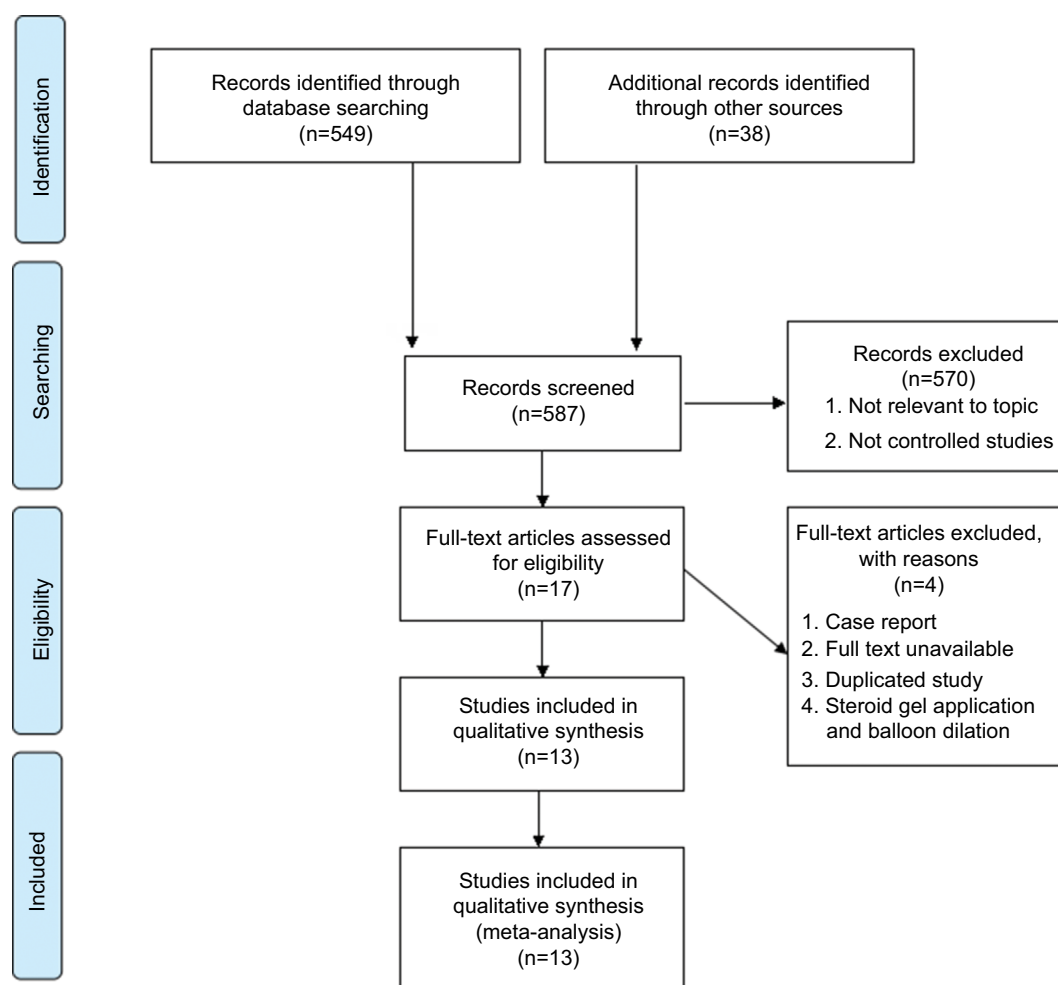 Identification
Records identified through
database searching
(n=549)
Additional records identified
through other sources
(n=38)
Searching
Records screened
(n=587)
Records excluded
(n=570)
1. Not relevant to topic
2. Not controlled studies
Eligibility
Full-text articles assessed
for eligibility
(n=17)
Full-text articles excluded,
with reasons
(n=4)
1. Case report
2. Full text unavailable
3. Duplicated study
4. Steroid gel application
and balloon dilation
Studies included in
qualitative synthesis
(n=13)
Included
Studies included in
qualitative synthesis
(meta-analysis)
(n=13)